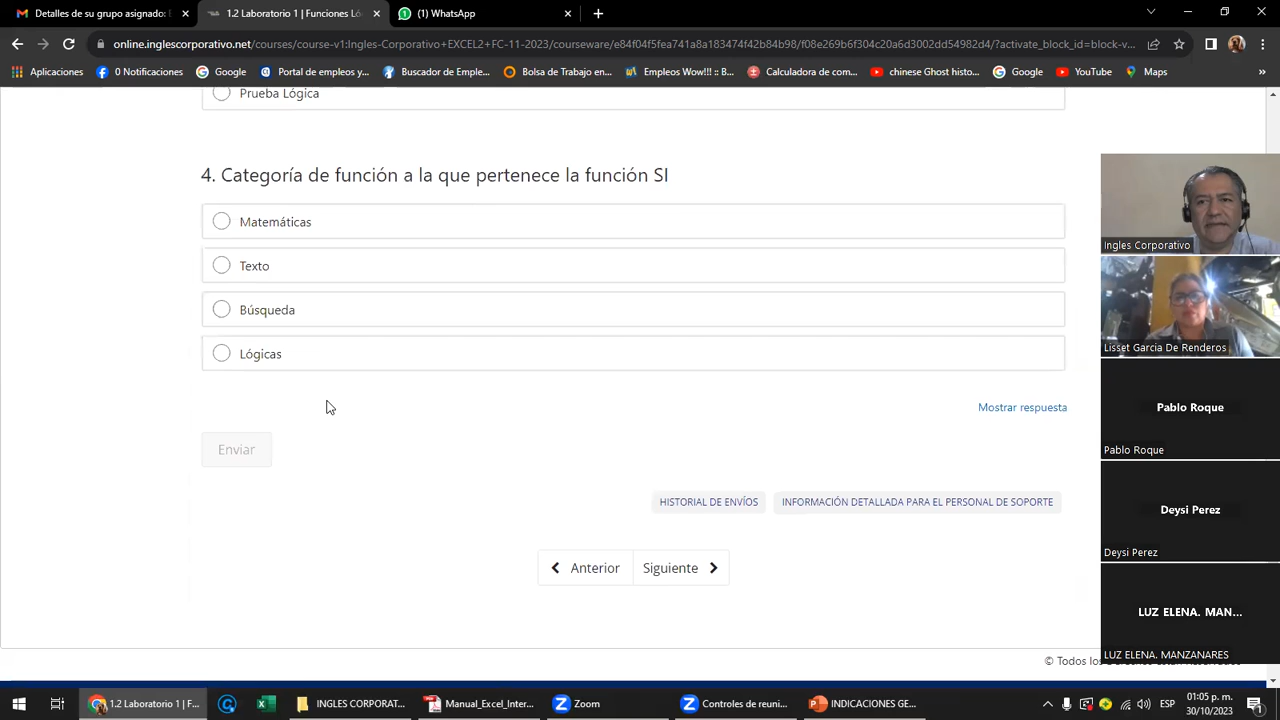 Detalles de su grupo asignado: I
1.2 Laboratorio 1 | Funciones Ló
(1) WhatsApp
online.inglescorporativo.net/courses/course-v1:Ingles-Corporativo+EXCEL2+FC-11-2023/courseware/e84f04f5fea741a8a183474f42b84b98/f08e269b6f304c20a6d3002dd54982d4/?activate_block_id=block-v...
Aplicaciones
0 Notificaciones
Google
Portal de empleos y...
Buscador de Emple...
Bolsa de Trabajo en...
Empleos Wow!!! :: B...
Calculadora de com...
chinese Ghost histo...
Google
YouTube
Maps
Prueba Lógica
4. Categoría de función a la que pertenece la función SI
Matemáticas
Texto
Búsqueda
Lógicas
Mostrar respuesta
Enviar
HISTORIAL DE ENVÍOS
INFORMACIÓN DETALLADA PARA EL PERSONAL DE SOPORTE
Anterior
Siguiente
© Todos los
Ingles Corporativo
Lisset Garcia De Renderos
Pablo Roque
Pablo Roque
Deysi Perez
Deysi Perez
LUZ ELENA. MAN...
LUZ ELENA. MANZANARES
1.2 Laboratorio 1 | F...
INGLES CORPORAT...
Manual_Excel_Inter...
Zoom
Controles de reuni...
INDICACIONES GE...
ESP
01:05 p. m.
30/10/2023